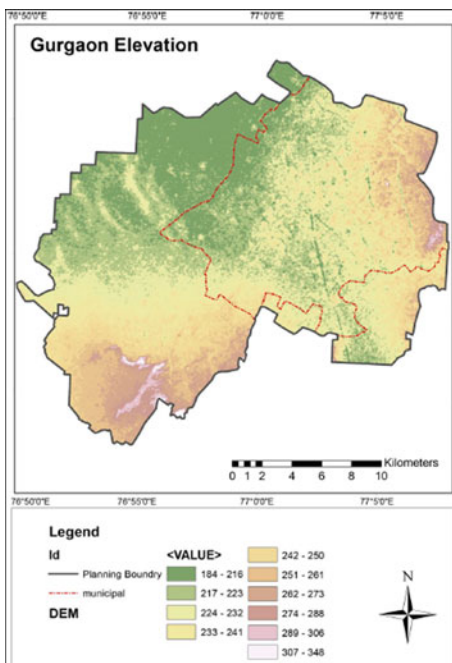 76°50'0"E 76°55'0"E 77°0'0"E 77°5'0"E
Gurgaon Elevation
Kilometers
0 1 2 4 6 8 10
76°50'0"E 76°55'0"E 77°0'0"E 77°5'0"E
Legend
Id
Planning Boundry
municipal
DEM
<VALUE>
184 - 216
217 - 223
224 - 232
233 - 241
242 - 250
251 - 261
262 - 273
274 - 288
289 - 306
307 - 348
N